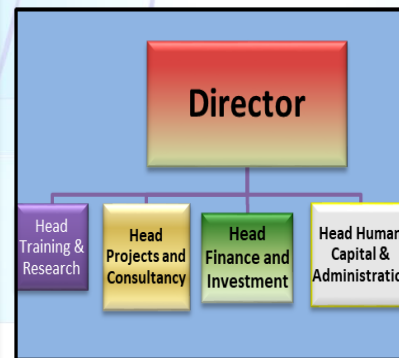 Director
Head
Training &
Research
Head
Projects and
Consultancy
Head
Finance and
Investment
Head Human
Capital &
Administratio